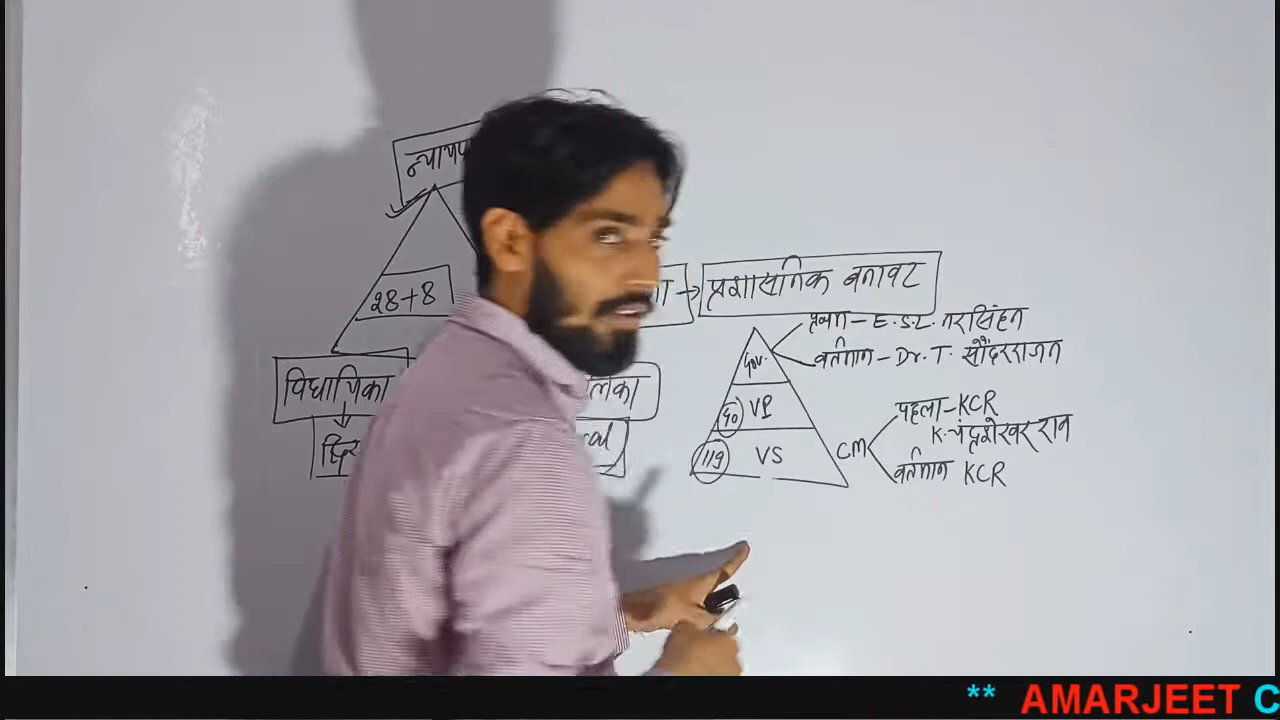 28+8
विधायिका
प्रशासनिक बनावट
Gov.
प्रथम - E.S.L. नरसिंहन
वर्तमान - Dr. T. सौंदरराजन
40 VP
119 VS
CM
पहला - KCR
K. चंद्रशेखर राव
वर्तमान KCR
** AMARJEET C